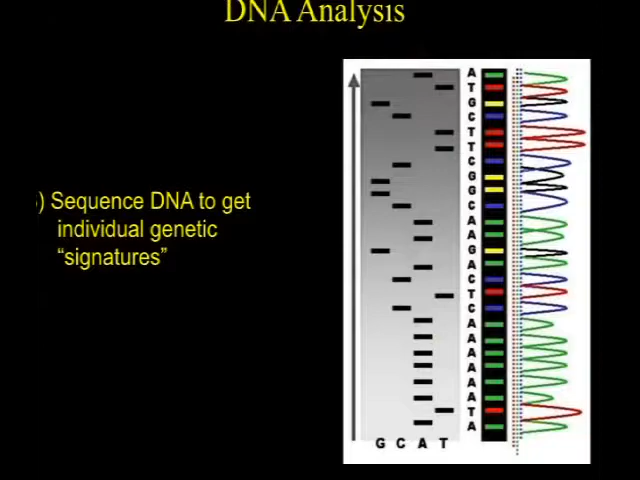 DNA Analysis
) Sequence DNA to get
individual genetic
“signatures”
A
T
G
C
T
T
C
G
G
C
A
A
G
A
C
T
C
A
A
A
A
A
A
T
A
G C A T